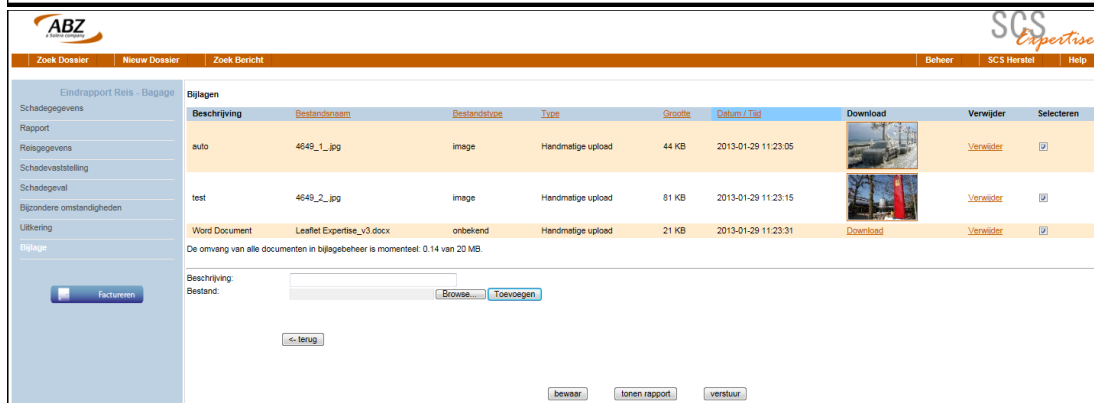 ABZ
a Solera company
SCS
Expertise
Zoek Dossier Nieuw Dossier Zoek Bericht Beheer SCS Herstel Help
Eindrapport Reis - Bagage
Schadegegevens
Rapport
Reisgegevens
Schadevaststelling
Schadegeval
Bijzondere omstandigheden
Uitkering
Bijlage
Factureren
Bijlagen
Beschrijving Bestandsnaam Bestandstype Type Grootte Datum / Tijd Download Verwijder Selecteren
auto 4649_1_.jpg image Handmatige upload 44 KB 2013-01-29 11:23:05 Verwijder
test 4649_2_.jpg image Handmatige upload 81 KB 2013-01-29 11:23:15 Verwijder
Word Document Leaflet Expertise_v3.docx onbekend Handmatige upload 21 KB 2013-01-29 11:23:31 Download Verwijder
De omvang van alle documenten in bijlagebeheer is momenteel: 0.14 van 20 MB.
Beschrijving:
Bestand: Browse... Toevoegen
<- terug
bewaar tonen rapport verstuur